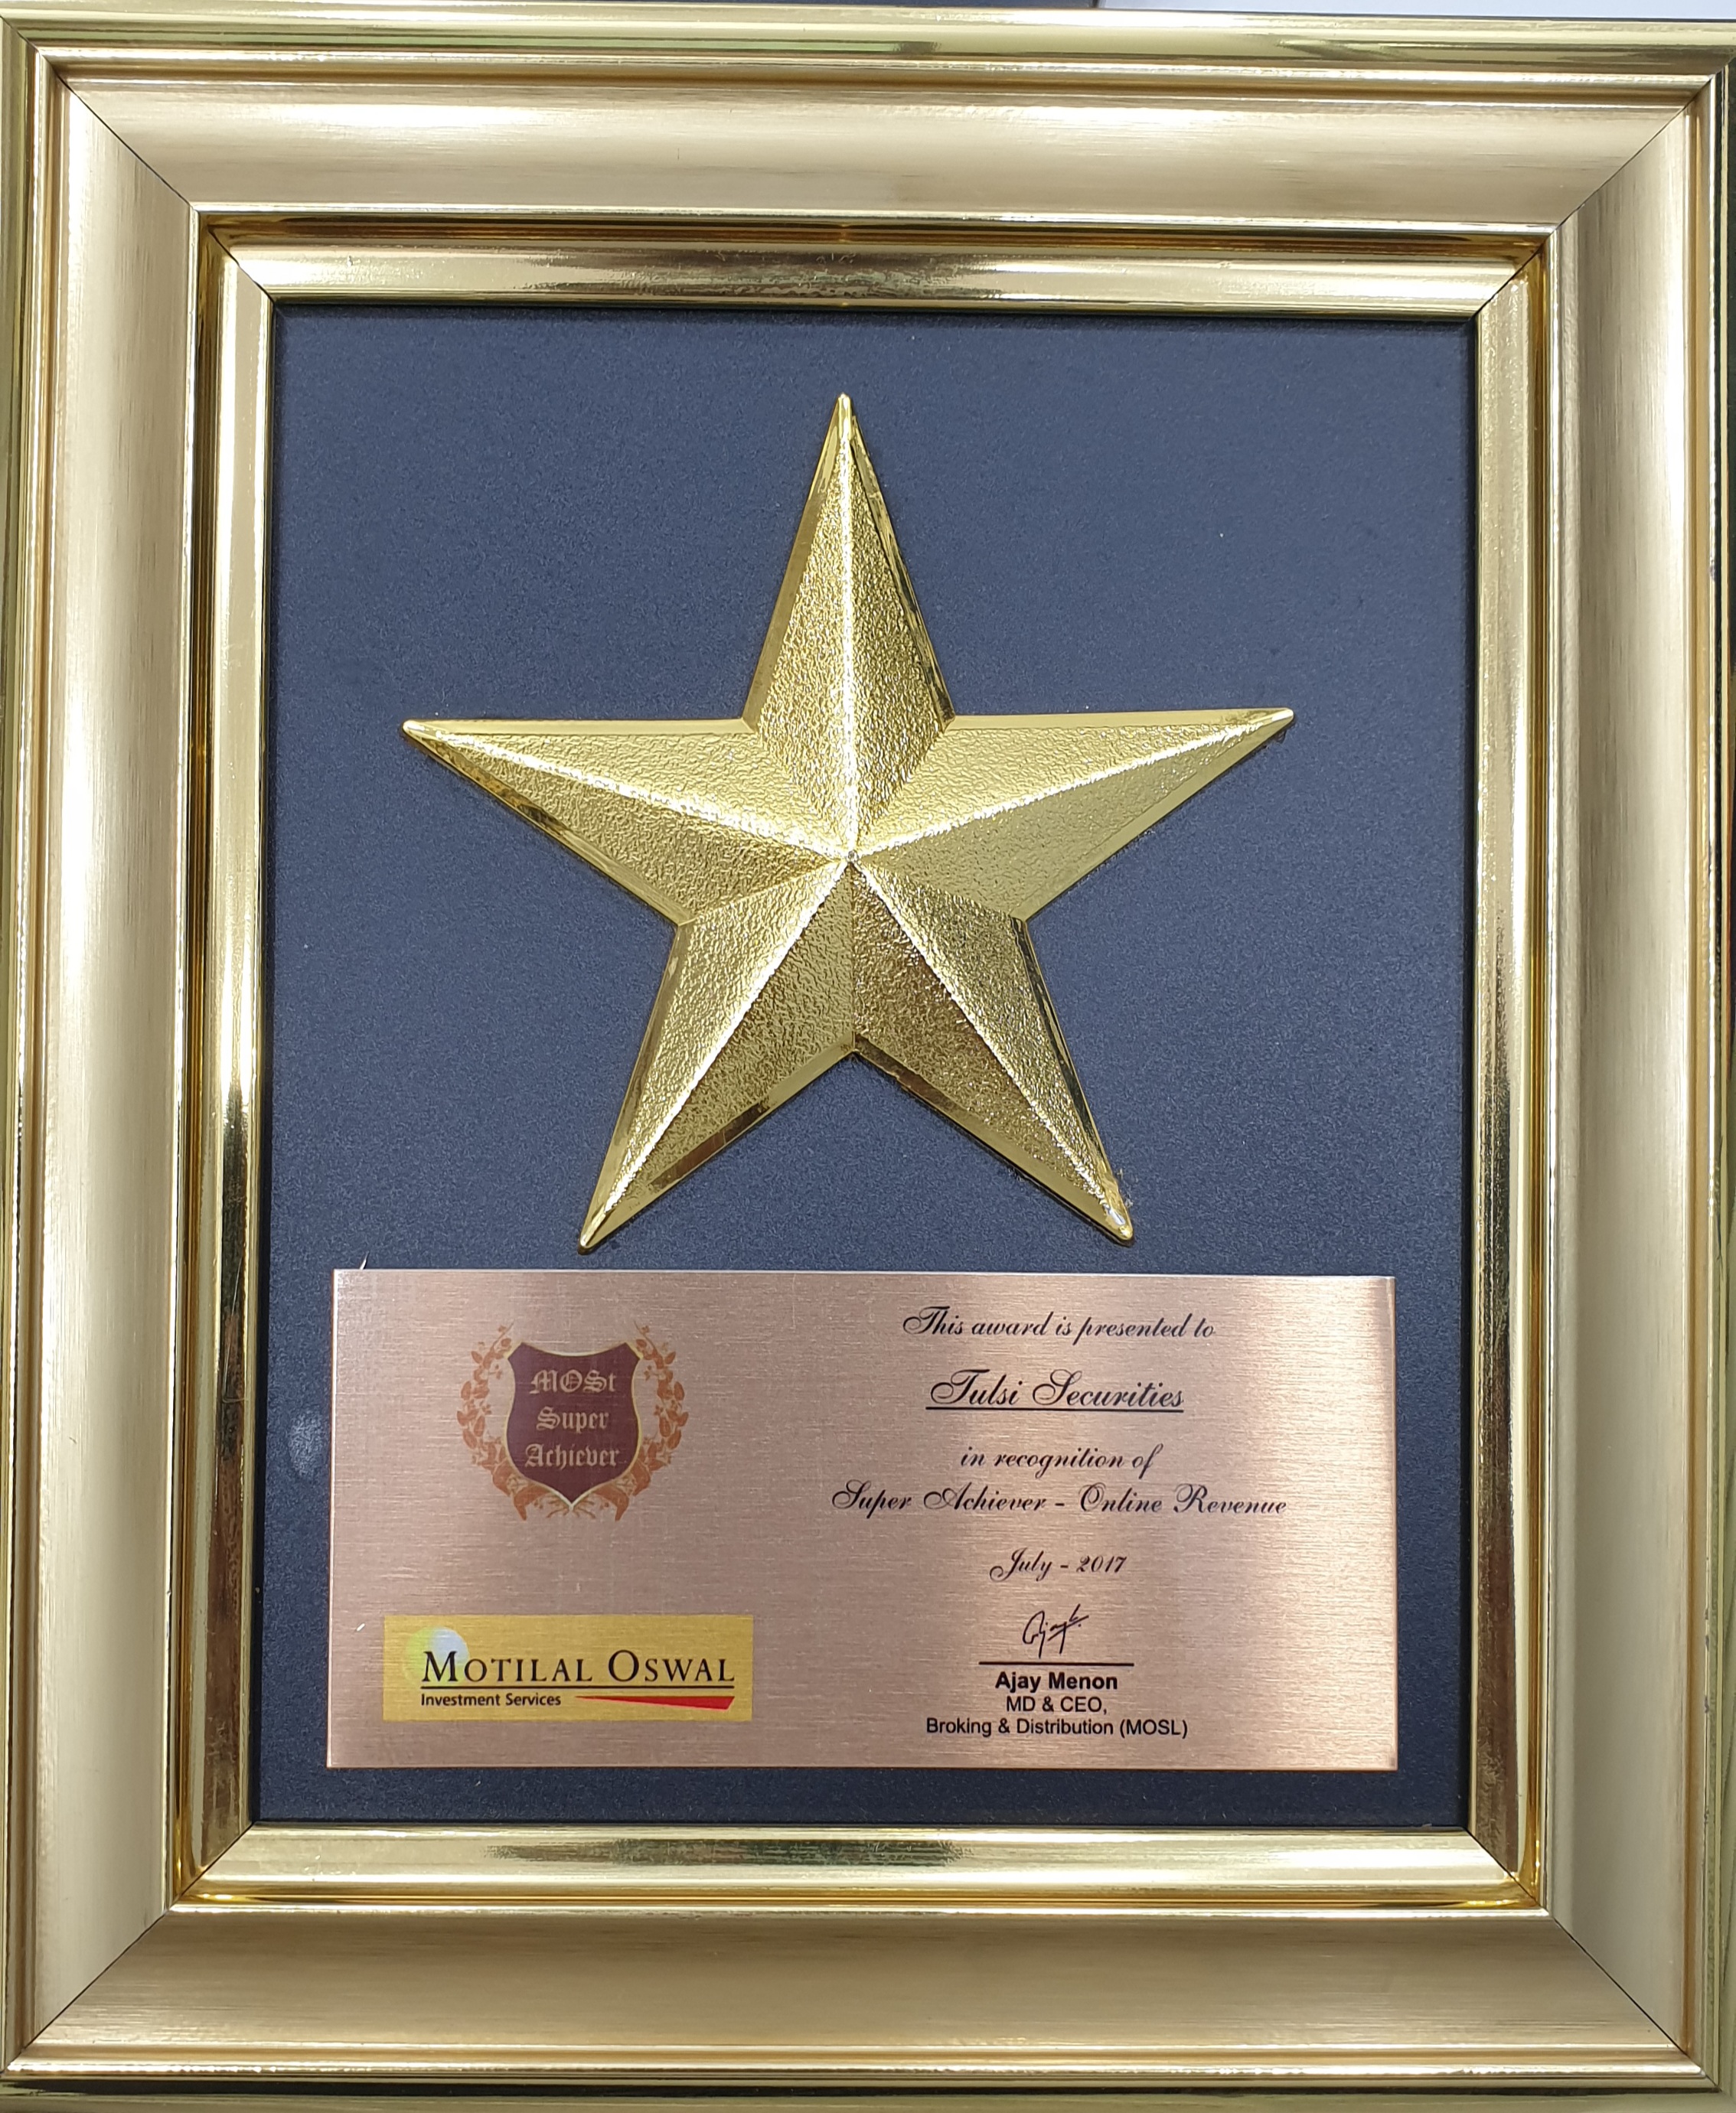 MOSt
Super
Achiever
MOTILAL OSWAL
Investment Services
This award is presented to
Tulsi Securities
in recognition of
Super Achiever - Online Revenue
July - 2017
Ajay Menon
MD & CEO,
Broking & Distribution (MOSL)